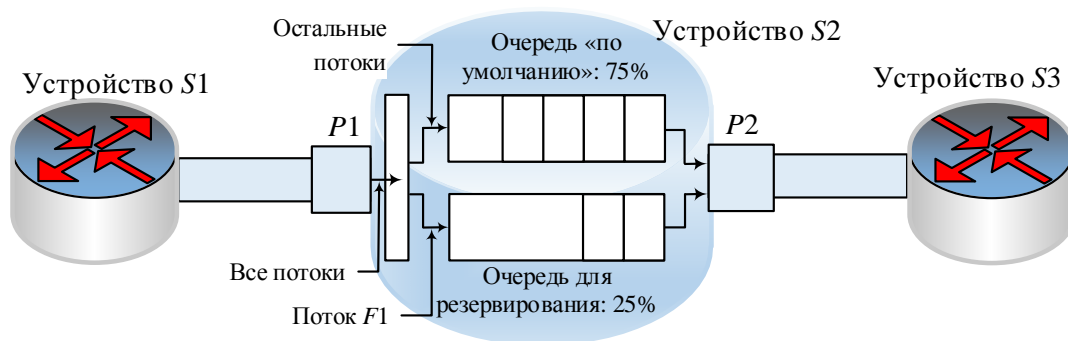 Остальные
потоки
Очередь «по
умолчанию»: 75%
Устройство S2
Устройство S1
Устройство S3
P1
P2
Все потоки
Поток F1
Очередь для
резервирования: 25%